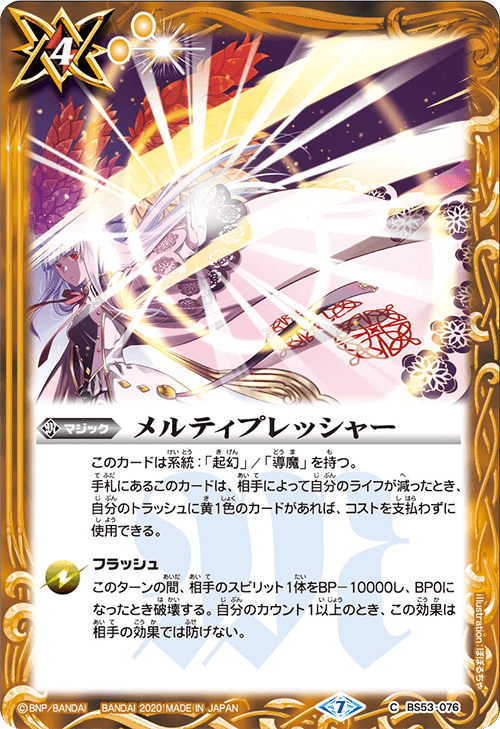 4
マジック
メルティプレッシャー
このカードは系統：「起幻」／「導魔」を持つ。
手札にあるこのカードは、相手によって自分のライフが減ったとき、
自分のトラッシュに黄1色のカードがあれば、コストを支払わずに
使用できる。
フラッシュ
このターンの間、相手のスピリット1体をBP－10000し、BP0に
なったとき破壊する。自分のカウント1以上のとき、この効果は
相手の効果では防げない。
illustration：ぽぽるちゃ
©BNP/BANDAI BANDAI 2020 MADE IN JAPAN
7
C BS53-076